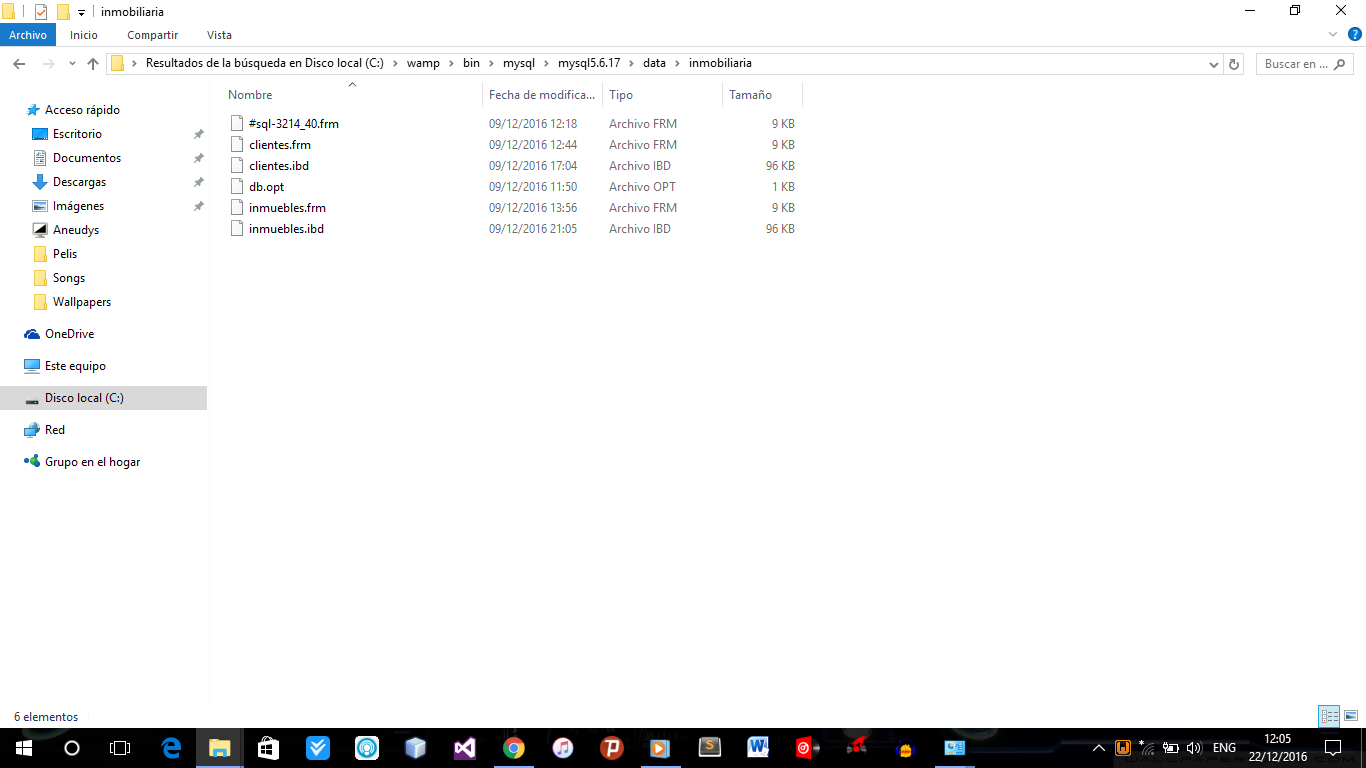 inmobiliaria
Archivo Inicio Compartir Vista
Resultados de la búsqueda en Disco local (C:) wamp bin mysql mysql5.6.17 data inmobiliaria Buscar en ...
Nombre Fecha de modifica... Tipo Tamaño
Acceso rápido
Escritorio
Documentos
Descargas
Imágenes
Aneudys
Pelis
Songs
Wallpapers
OneDrive
Este equipo
Disco local (C:)
Red
Grupo en el hogar
#sql-3214_40.frm 09/12/2016 12:18 Archivo FRM 9 KB
clientes.frm 09/12/2016 12:44 Archivo FRM 9 KB
clientes.ibd 09/12/2016 17:04 Archivo IBD 96 KB
db.opt 09/12/2016 11:50 Archivo OPT 1 KB
inmuebles.frm 09/12/2016 13:56 Archivo FRM 9 KB
inmuebles.ibd 09/12/2016 21:05 Archivo IBD 96 KB
6 elementos
ENG 12:05
22/12/2016